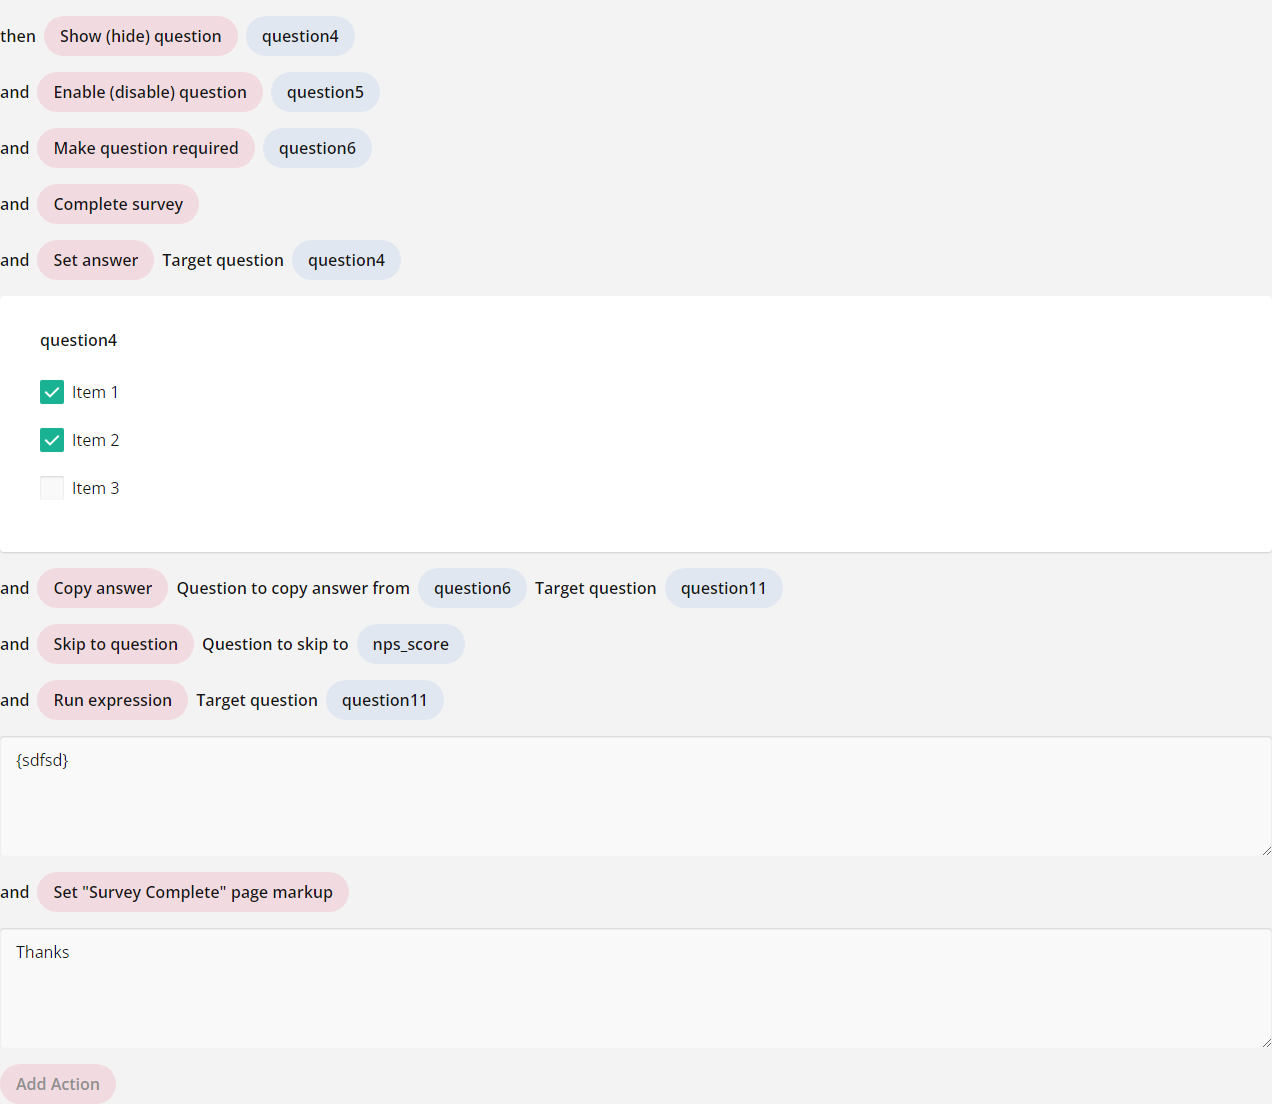 then Show (hide) question question4
and Enable (disable) question question5
and Make question required question6
and Complete survey
and Set answer Target question question4
question4
Item 1
Item 2
Item 3
and Copy answer Question to copy answer from question6 Target question question11
and Skip to question Question to skip to nps_score
and Run expression Target question question11
{sdfsd}
and Set "Survey Complete" page markup
Thanks
Add Action